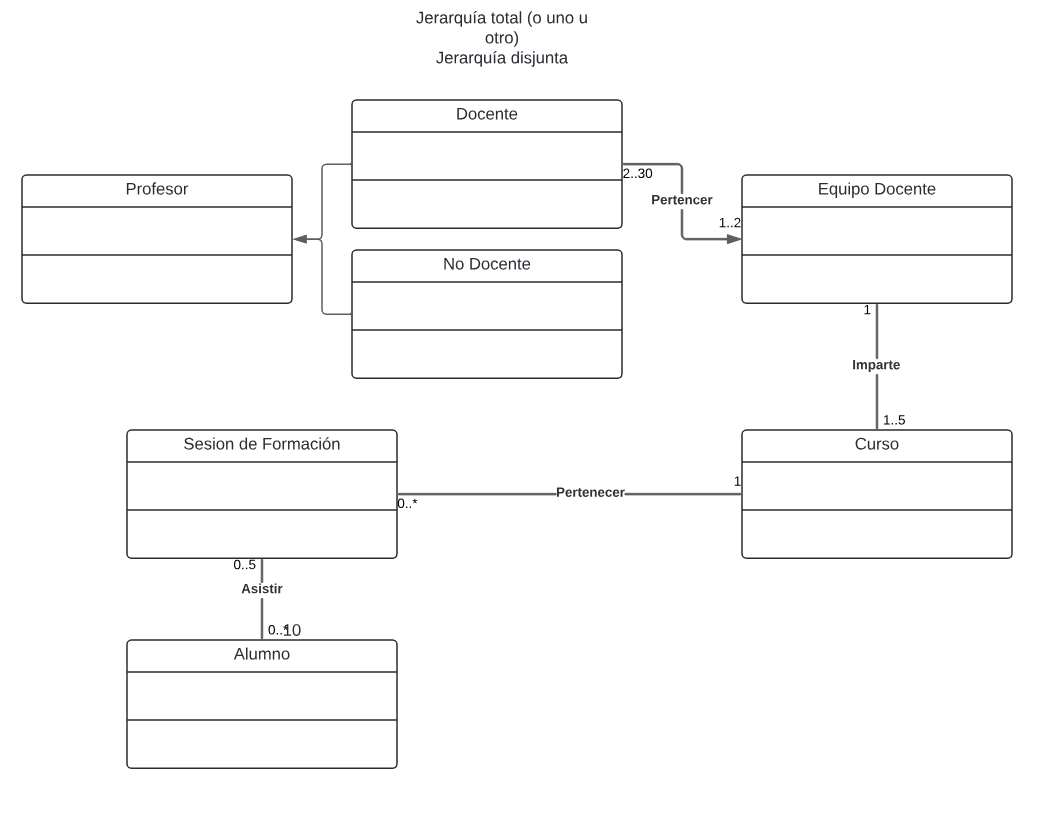 Jerarquía total (o uno u
otro)
Jerarquía disjunta
Docente
Profesor
2..30
Pertencer
1..2
Equipo Docente
No Docente
1
Imparte
1..5
Sesion de Formación
Curso
1
Pertenecer
0..*
0..5
Asistir
0..*10
Alumno